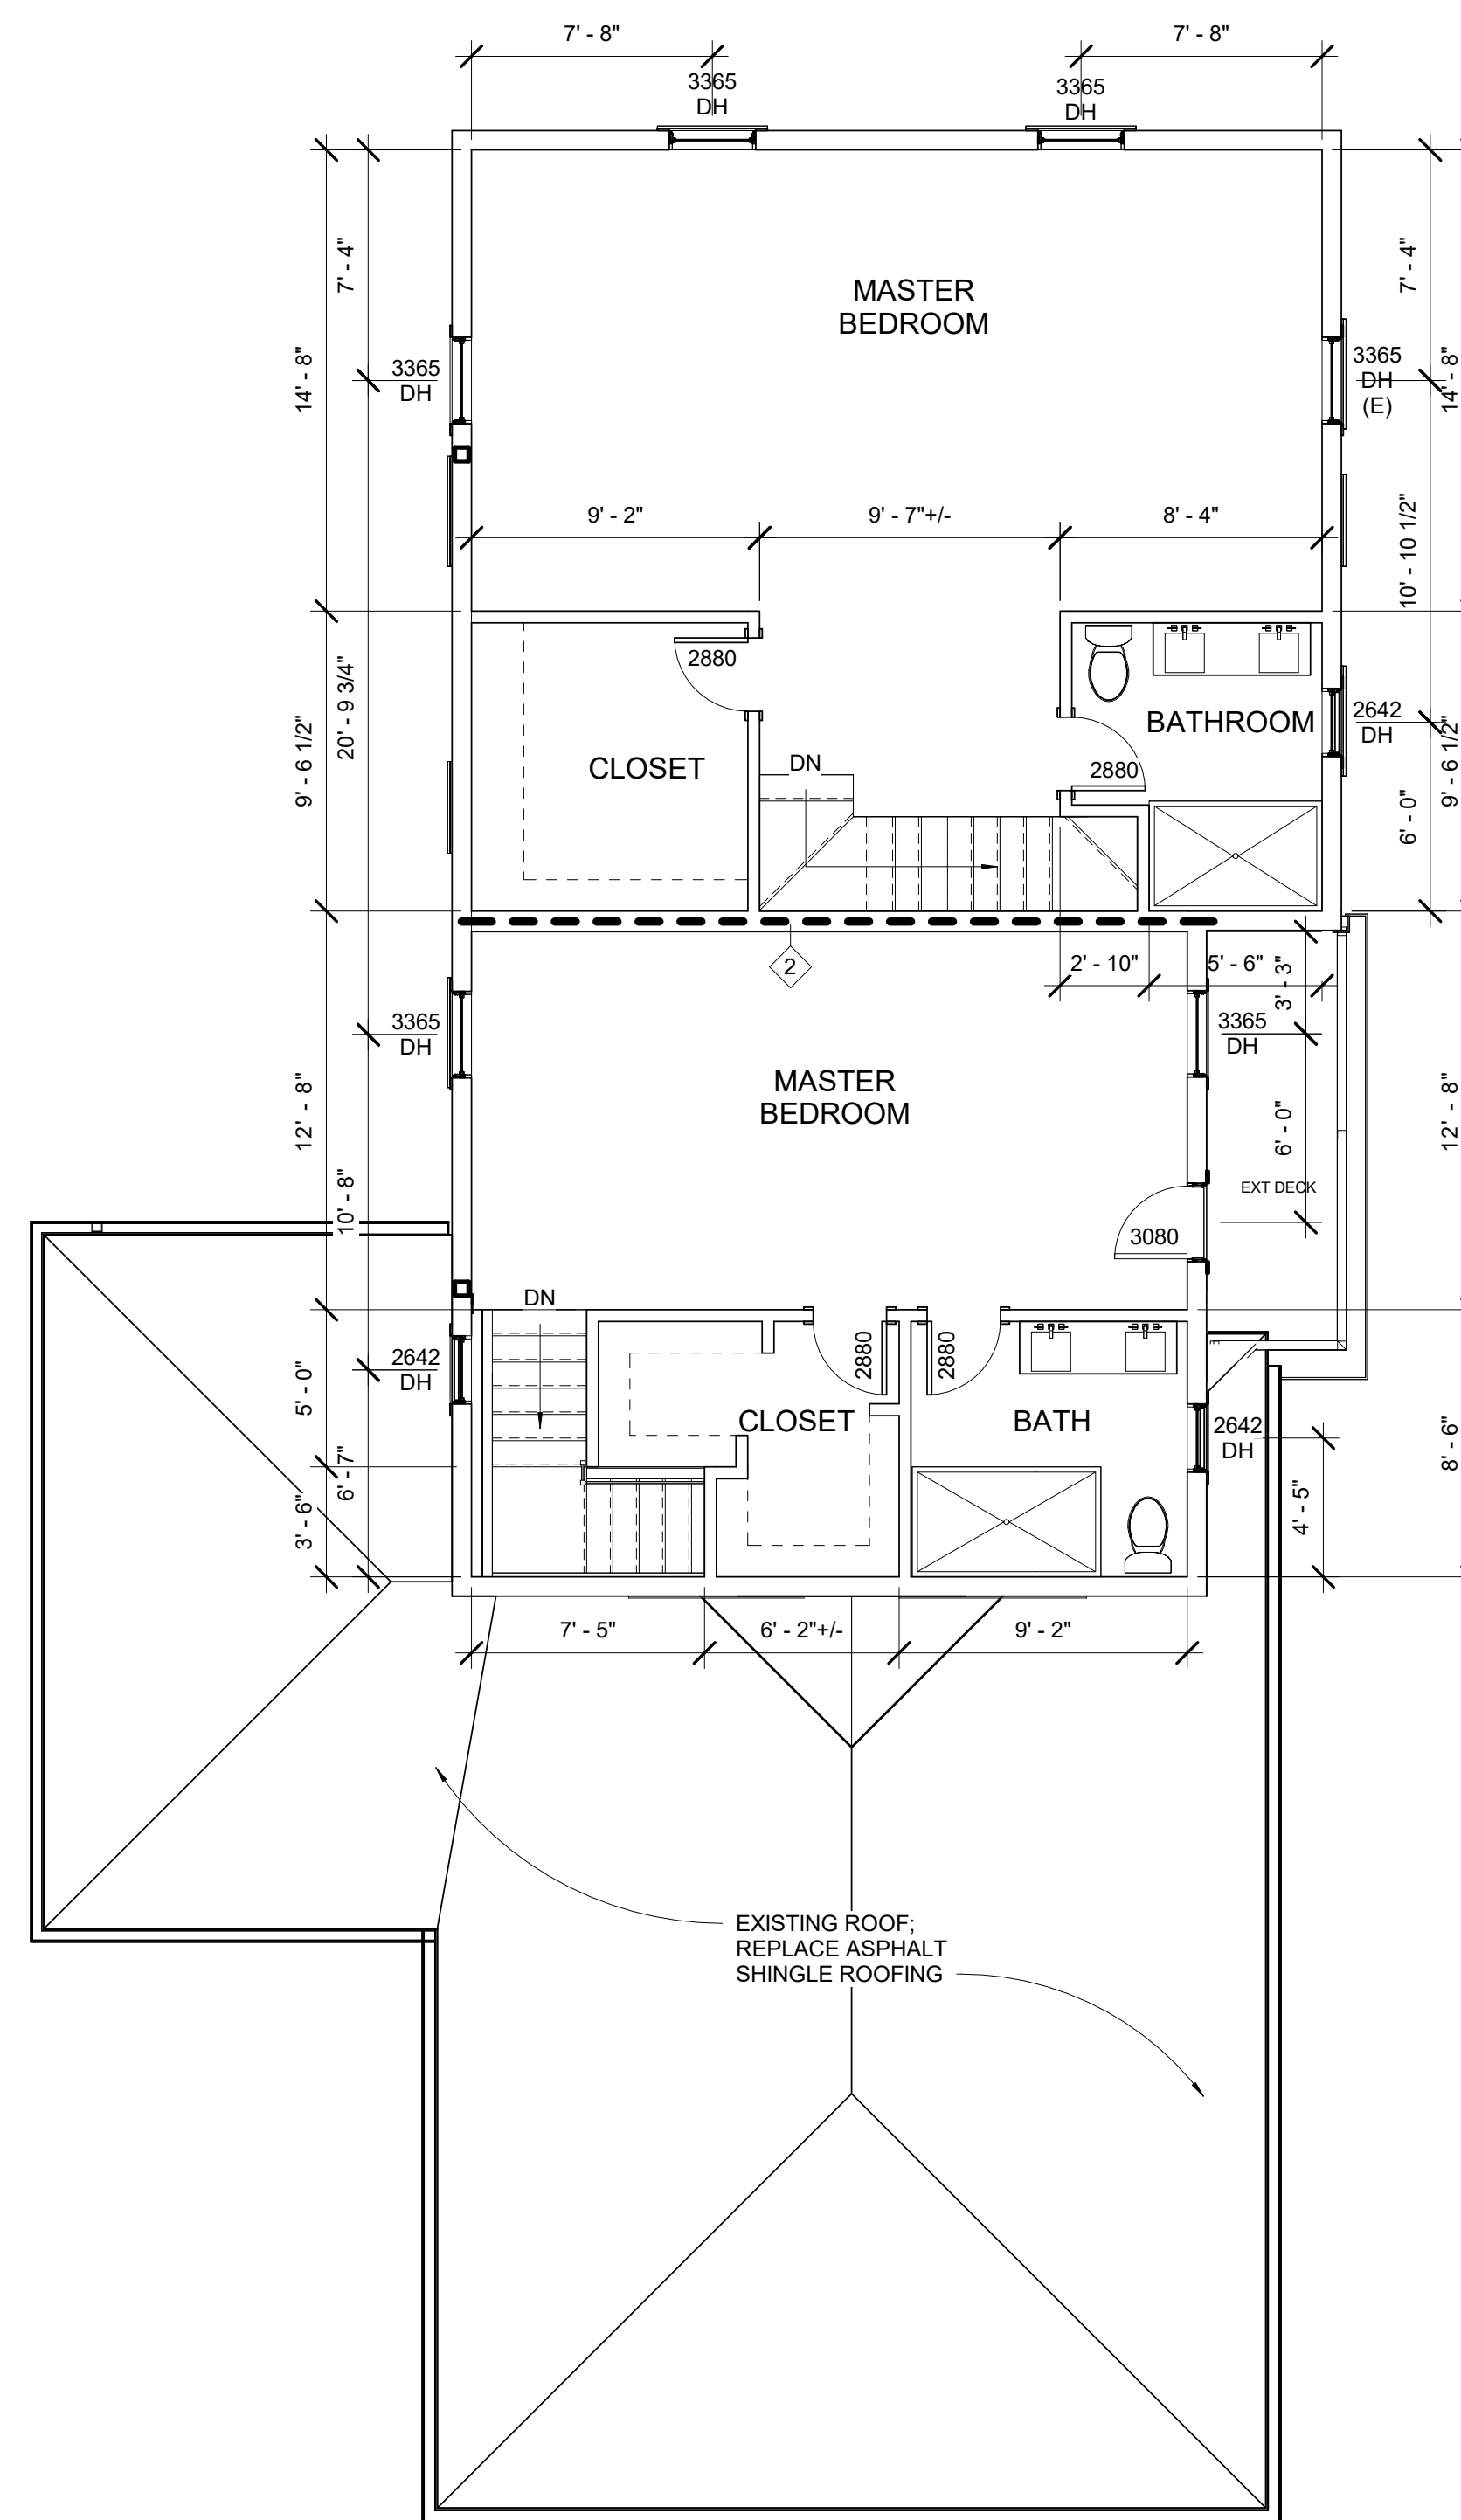 7' - 8"
7' - 8"
3365
DH
3365
DH
7' - 4"
7' - 4"
MASTER
BEDROOM
14' - 8"
3365
DH
3365
DH
(E)
14' - 8"
9' - 2"
9' - 7"+/-
8' - 4"
10' - 10 1/2"
2880
20' - 9 3/4"
9' - 6 1/2"
CLOSET
DN
BATHROOM
2880
2642
DH
9' - 6 1/2"
6' - 0"
2
2' - 10"
5' - 6"
3' - 3"
3365
DH
3365
DH
MASTER
BEDROOM
12' - 8"
12' - 8"
6' - 0"
EXT DECK
10' - 8"
3080
DN
2642
DH
2880
2880
5' - 0"
CLOSET
BATH
2642
DH
8' - 6"
6' - 7"
3' - 6"
4' - 5"
7' - 5"
6' - 2"+/-
9' - 2"
EXISTING ROOF;
REPLACE ASPHALT
SHINGLE ROOFING